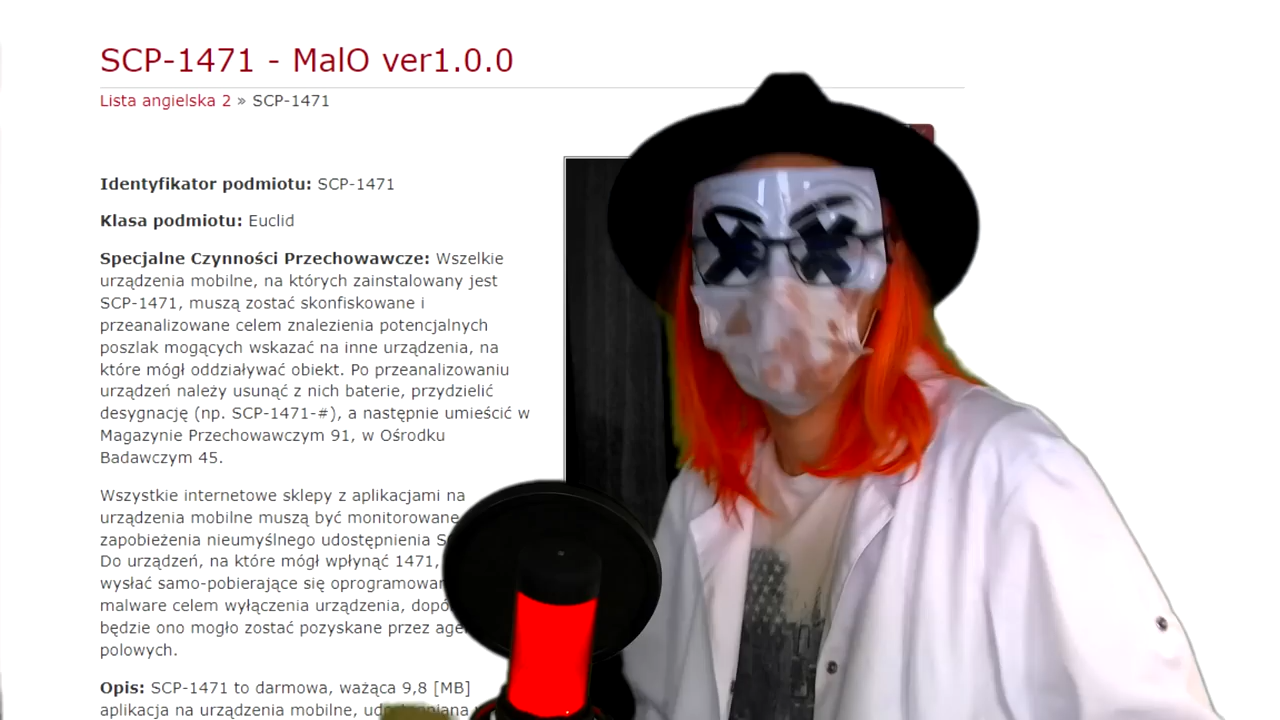 SCP-1471 - MalO ver1.0.0
Lista angielska 2 » SCP-1471
Identyfikator podmiotu: SCP-1471
Klasa podmiotu: Euclid
Specjalne Czynności Przechowawcze: Wszelkie
urządzenia mobilne, na których zainstalowany jest
SCP-1471, muszą zostać skonfiskowane i
przeanalizowane celem znalezienia potencjalnych
poszlak mogących wskazać na inne urządzenia, na
które mógł oddziaływać obiekt. Po przeanalizowaniu
urządzeń należy usunąć z nich baterie, przydzielić
desygnację (np. SCP-1471-#), a następnie umieścić w
Magazynie Przechowawczym 91, w Ośrodku
Badawczym 45.
Wszystkie internetowe sklepy z aplikacjami na
urządzenia mobilne muszą być monitorowane
zapobieżenia nieumyślnego udostępnienia
Do urządzeń, na które mógł wpłynąć 1471,
wysłać samo-pobierające się
malware celem wyłączenia urządzenia,
będzie ono mogło zostać pozyskane przez
polowych.
Opis: SCP-1471 to darmowa, ważąca 9,8 [MB]
aplikacja na urządzenia mobilne,